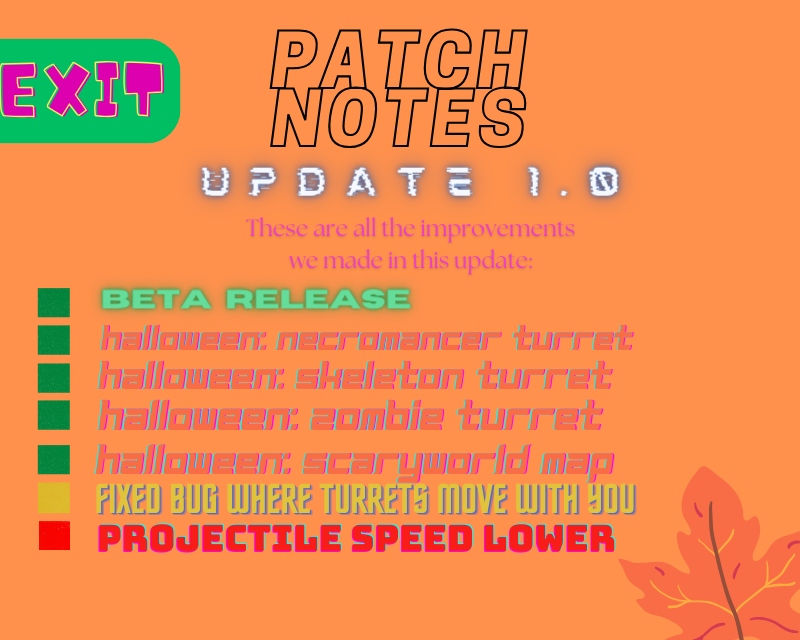 EXIT
PATCH
NOTES
UPDATE 1.0
These are all the improvements
we made in this update:
BETA RELEASE
halloween: necromancer turret
halloween: skeleton turret
halloween: zombie turret
halloween: scaryworld map
FIXED BUG WHERE TURRETS MOVE WITH YOU
PROJECTILE SPEED LOWER